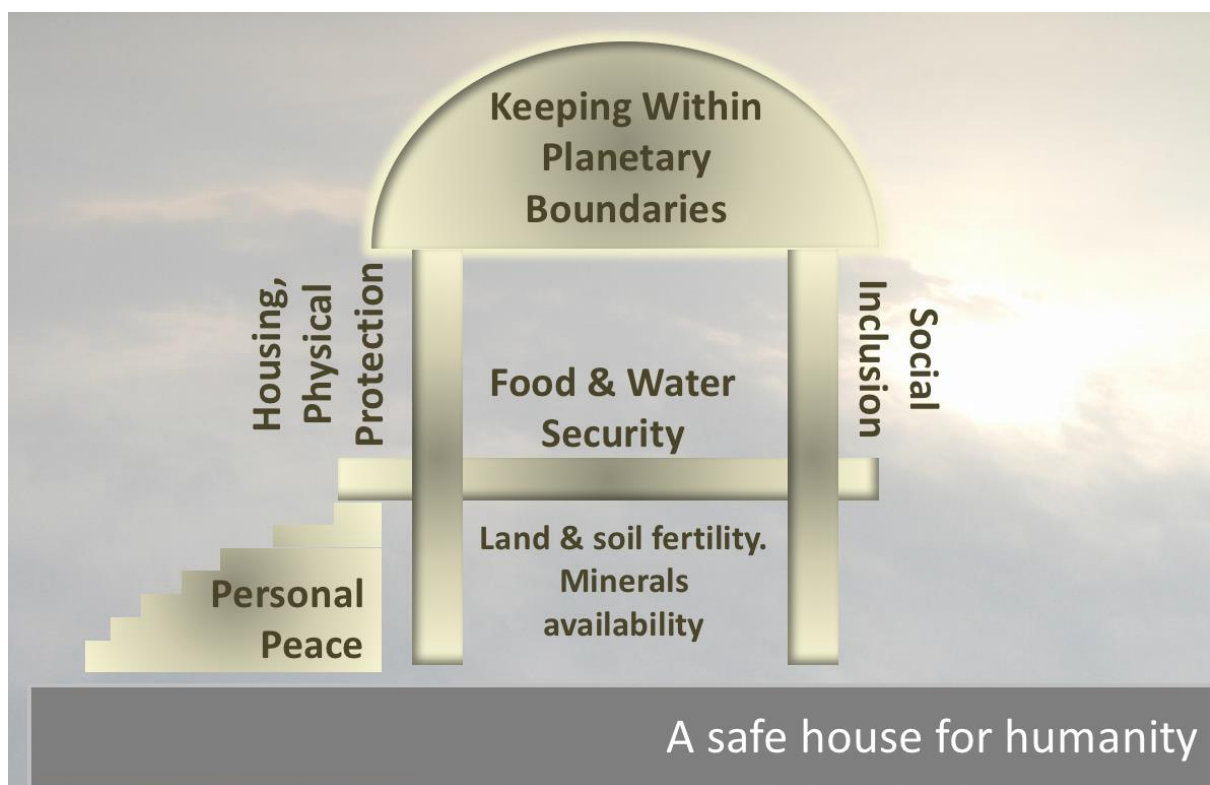 Keeping Within
Planetary
Boundaries
Housing,
Physical
Protection
Social
Inclusion
Food & Water
Security
Land & soil fertility.
Minerals
availability
Personal
Peace
A safe house for humanity